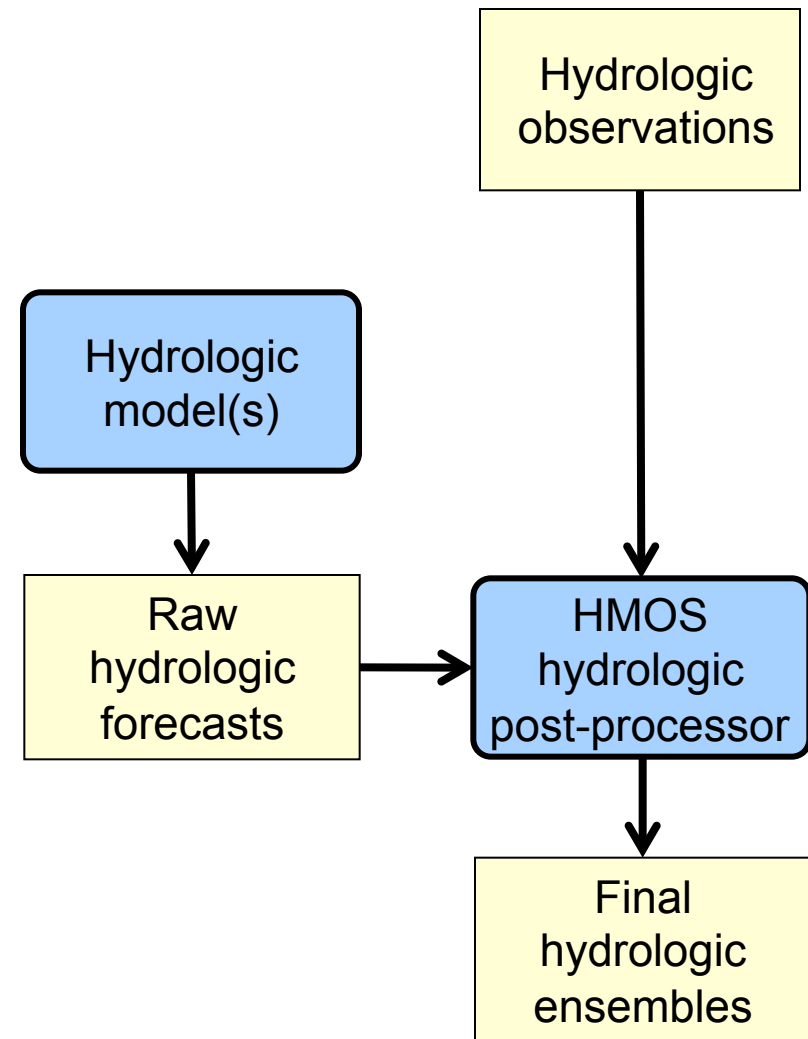 Hydrologic
observations
Hydrologic
model(s)
Raw
hydrologic
forecasts
HMOS
hydrologic
post-processor
Final
hydrologic
ensembles